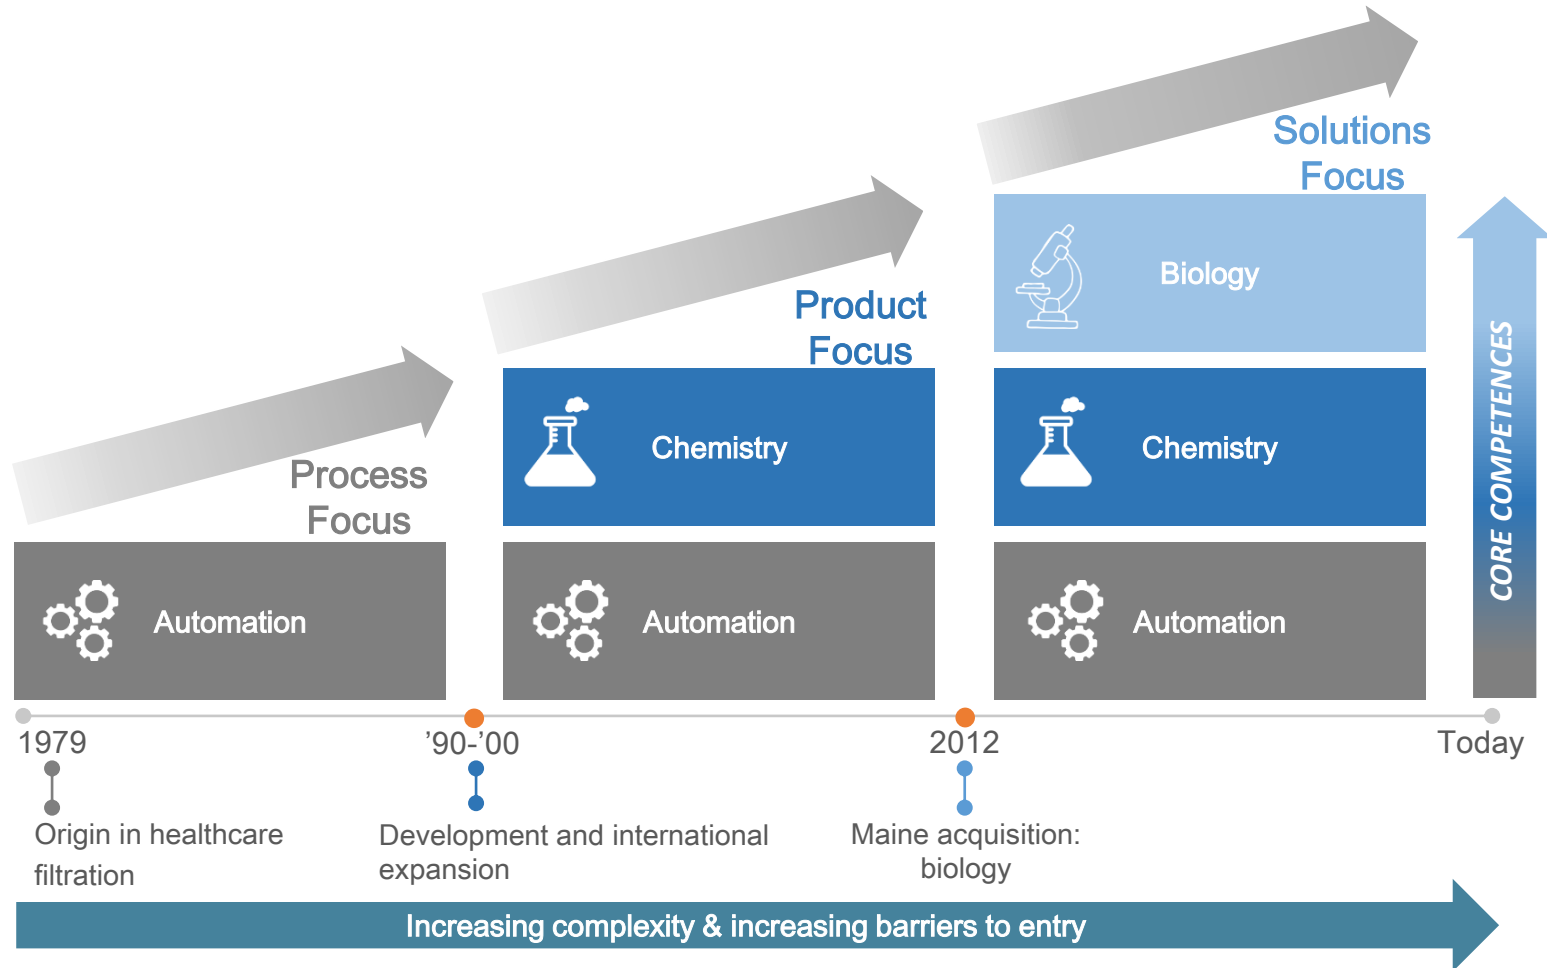 Solutions
Focus
Biology
Product
Focus
Chemistry
Chemistry
Process
Focus
Automation
Automation
Automation
CORE COMPETENCES
1979
’90-’00
2012
Today
Origin in healthcare
filtration
Development and international
expansion
Maine acquisition:
biology
Increasing complexity & increasing barriers to entry